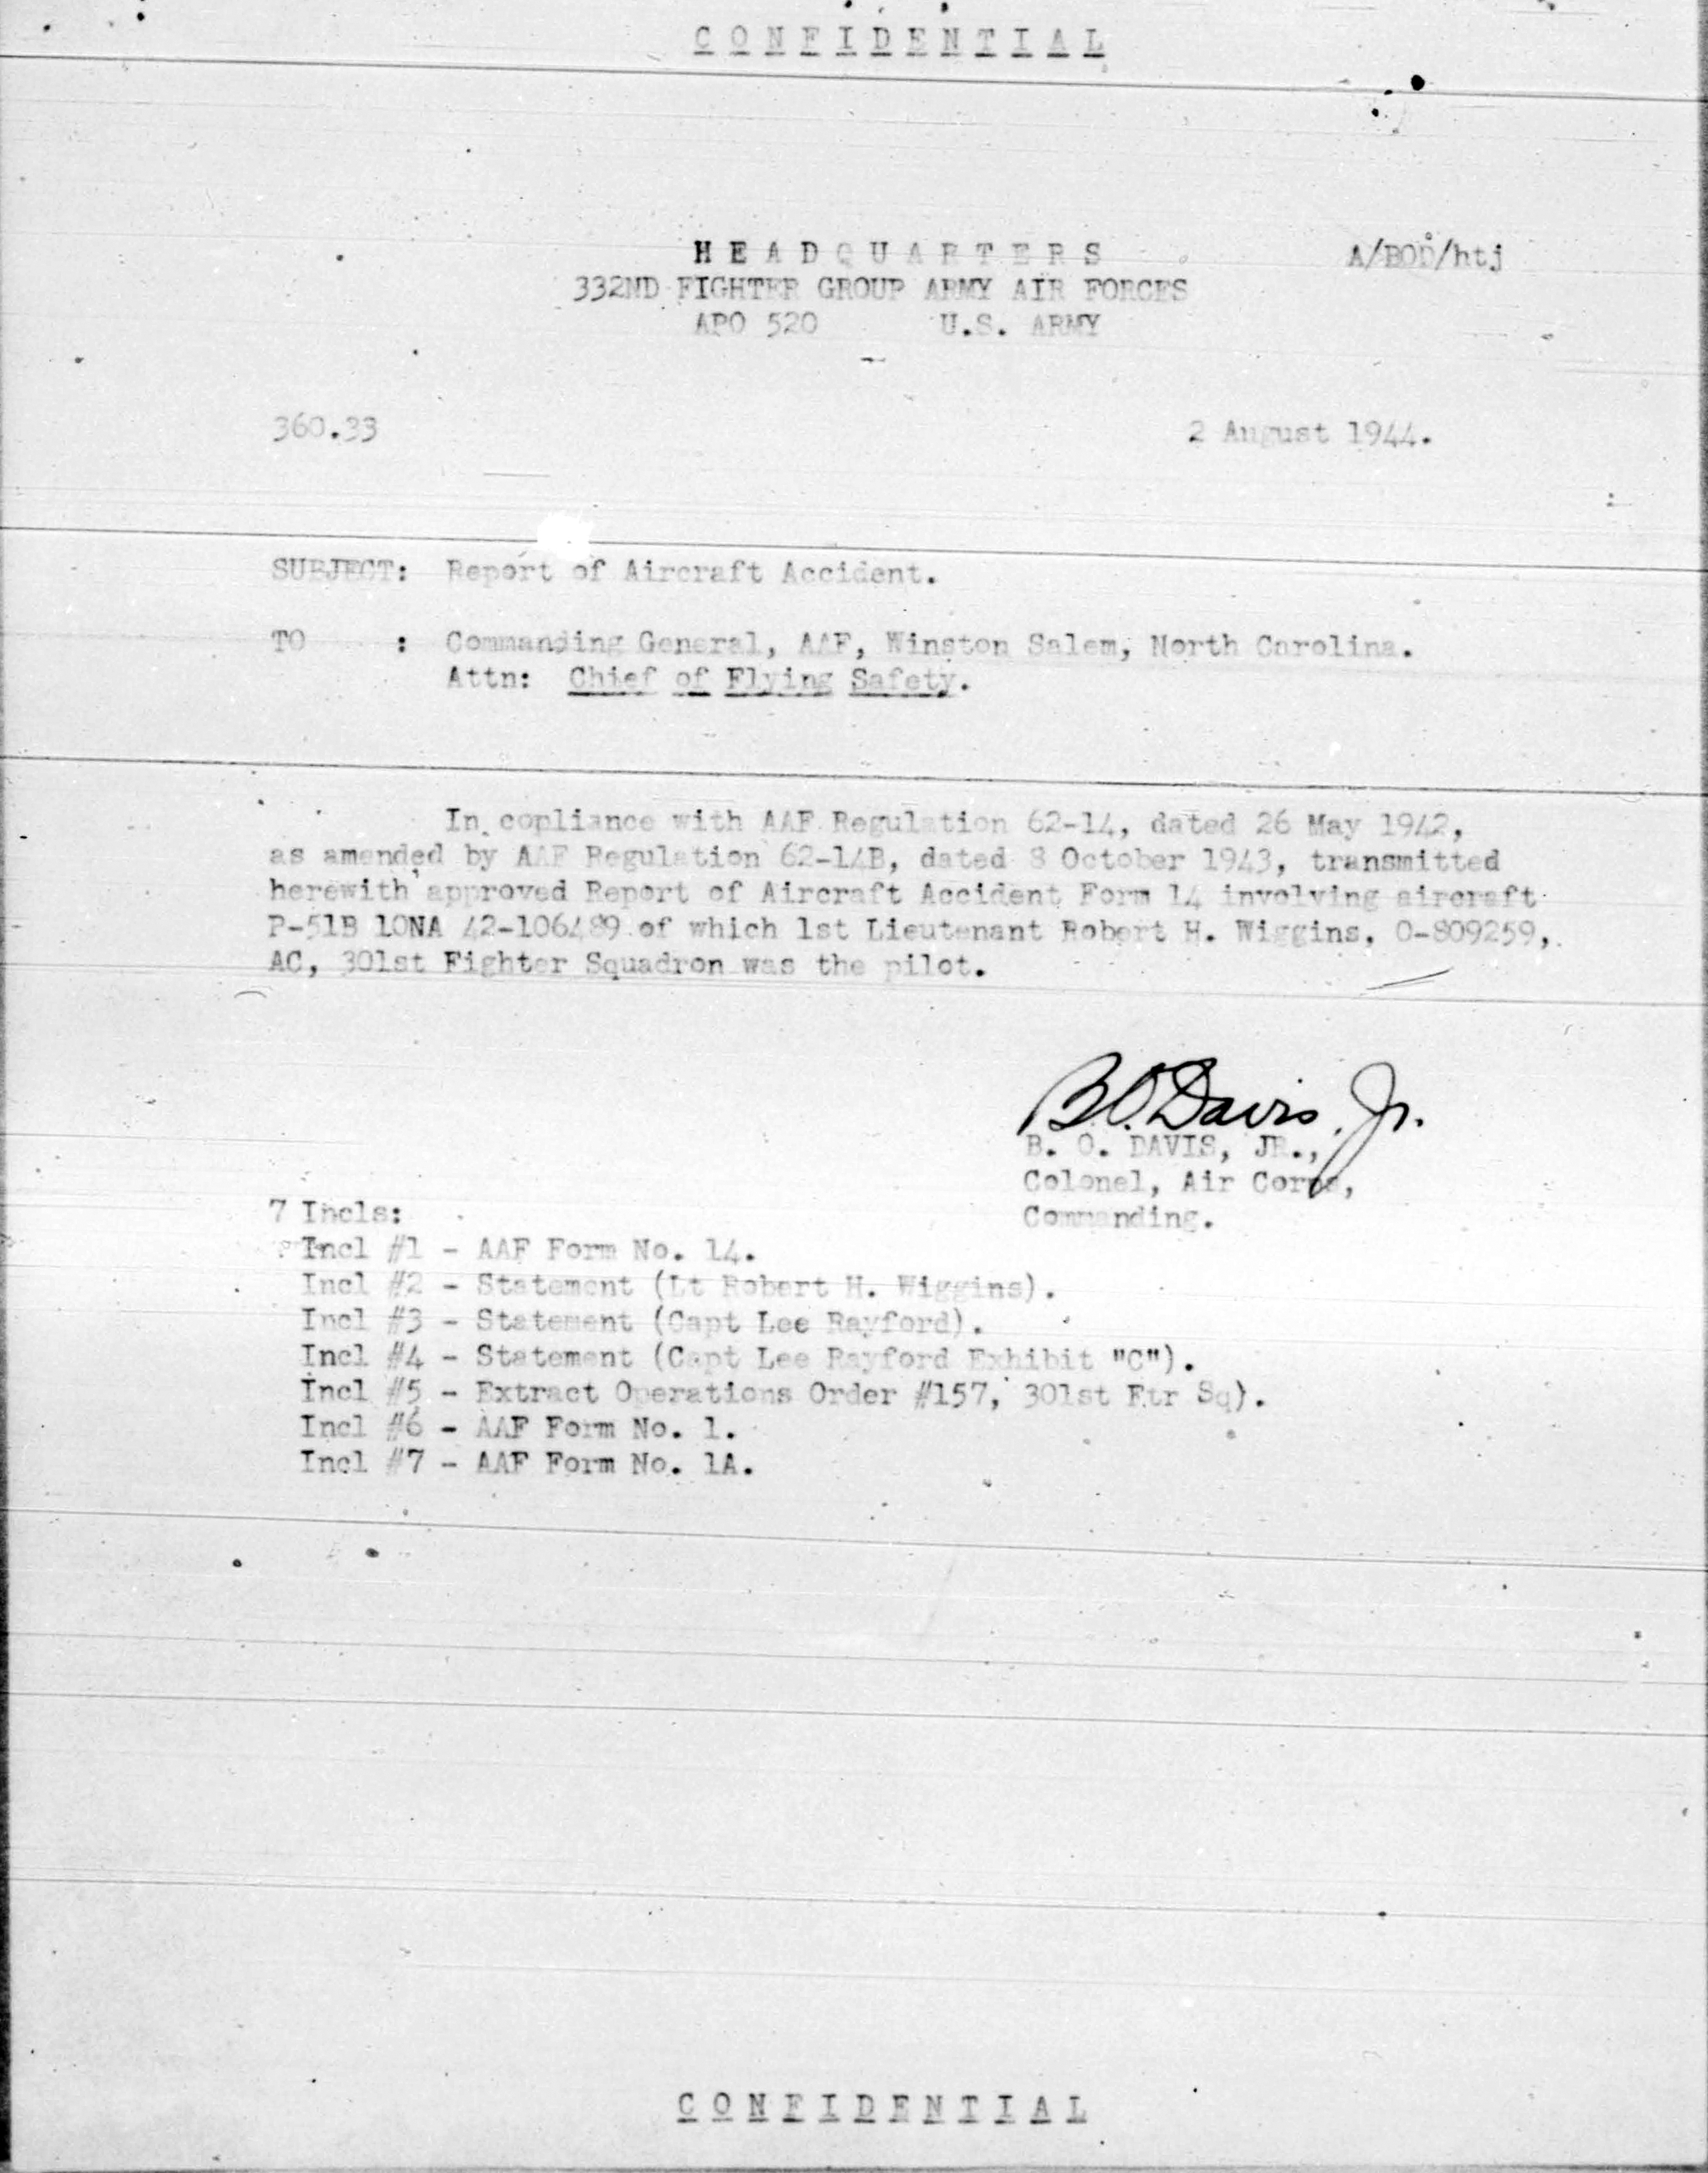 CONFIDENTIAL
HEADQUARTERS
A/BOD/htj
332ND FIGHTER GROUP ARMY AIR FORCES
APO 520 U.S. ARMY
360.33
2 August 1944.
SUBJECT: Report of Aircraft Accident.
TO : Commanding General, AAF, Winston Salem, North Carolina.
Attn: Chief of Flying Safety.
In copliance with AAF Regulation 62-14, dated 26 May 1942,
as amended by AAF Regulation 62-14B, dated 8 October 1943, transmitted
herewith approved Report of Aircraft Accident Form 14 involving aircraft
P-51B 10NA 42-106489 of which 1st Lieutenant Robert H. Wiggins, O-809259,
AC, 301st Fighter Squadron was the pilot.
B.O. Davis, Jr.
B. O. DAVIS, JR.,
Colonel, Air Corps,
Commanding.
7 Incls:
Incl #1 - AAF Form No. 14.
Incl #2 - Statement (Lt Robert H. Wiggins).
Incl #3 - Statement (Capt Lee Rayford).
Incl #4 - Statement (Capt Lee Rayford Exhibit "C").
Incl #5 - Extract Operations Order #157, 301st Ftr Sq).
Incl #6 - AAF Form No. 1.
Incl #7 - AAF Form No. 1A.
CONFIDENTIAL